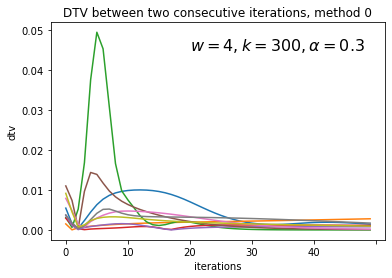 DTV between two consecutive iterations, method 0
w = 4, k = 300, α = 0.3
dtv
0.05
0.04
0.03
0.02
0.01
0.00
0 10 20 30 40
iterations